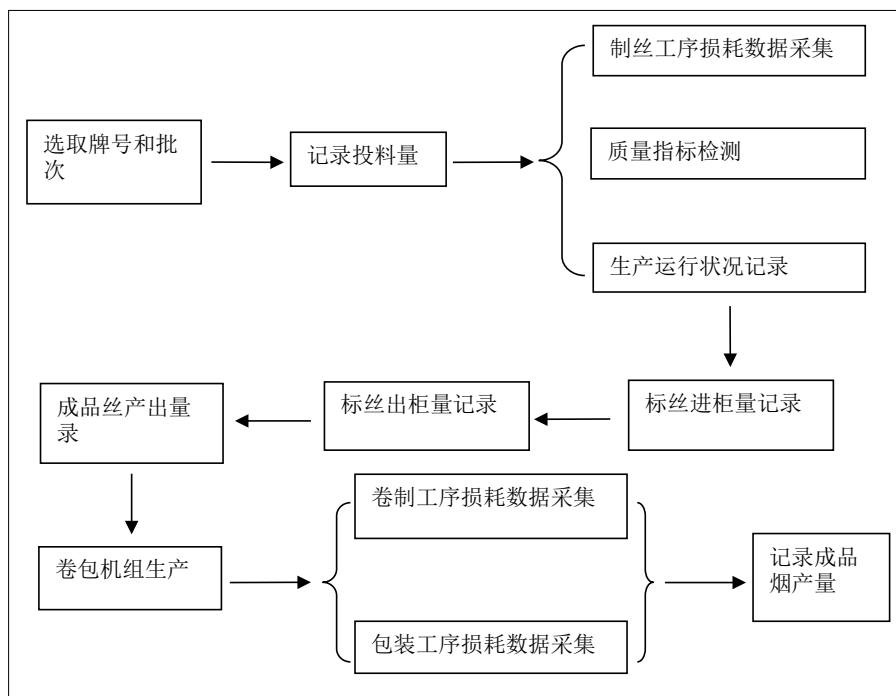 选取牌号和批
次
记录投料量
制丝工序损耗数据采集
质量指标检测
生产运行状况记录
标丝进柜量记录
标丝出柜量记录
成品丝产出量
录
卷包机组生产
卷制工序损耗数据采集
包装工序损耗数据采集
记录成品
烟产量